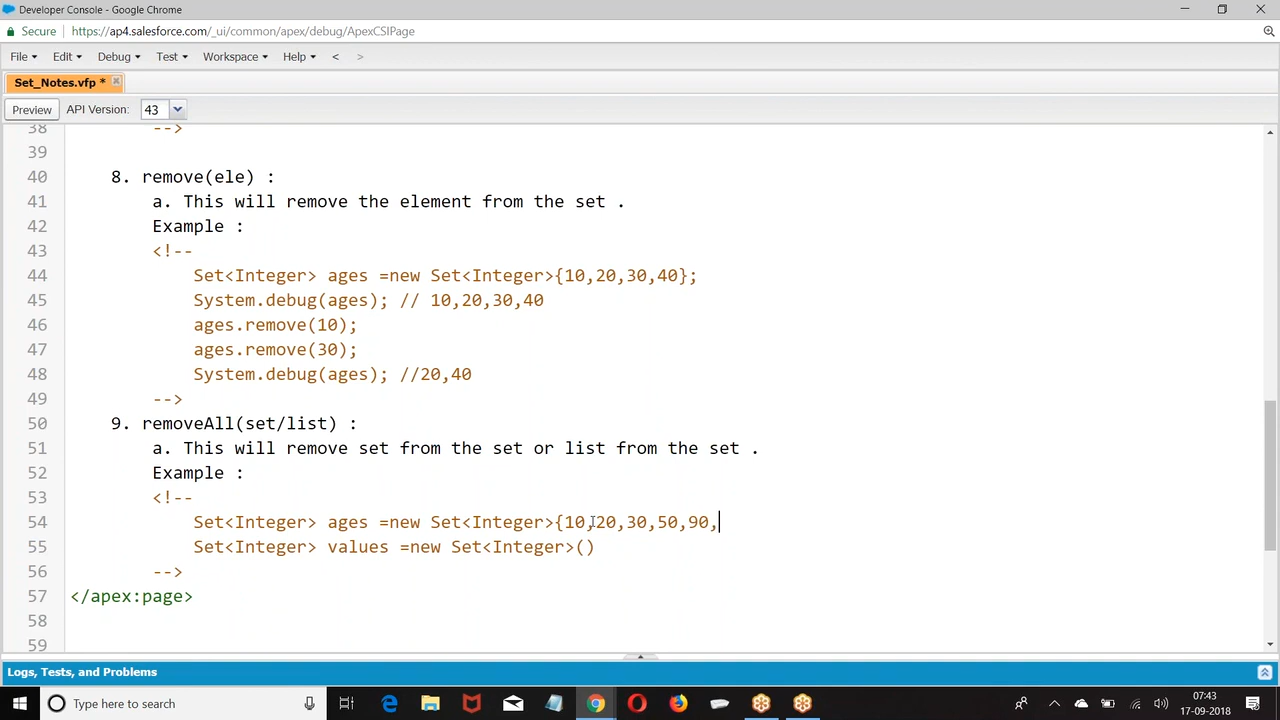 Developer Console - Google Chrome
Secure https://ap4.salesforce.com/_ui/common/apex/debug/ApexCSIPage
File Edit Debug Test Workspace Help < >
Set_Notes.vfp *
Preview API Version: 43
38 -->
39
40 8. remove(ele) :
41 a. This will remove the element from the set .
42 Example :
43 <!--
44 Set<Integer> ages =new Set<Integer>{10,20,30,40};
45 System.debug(ages); // 10,20,30,40
46 ages.remove(10);
47 ages.remove(30);
48 System.debug(ages); //20,40
49 -->
50 9. removeAll(set/list) :
51 a. This will remove set from the set or list from the set .
52 Example :
53 <!--
54 Set<Integer> ages =new Set<Integer>{10,20,30,50,90,
55 Set<Integer> values =new Set<Integer>()
56 -->
57 </apex:page>
58
59
Logs, Tests, and Problems
Type here to search
07:43
17-09-2018